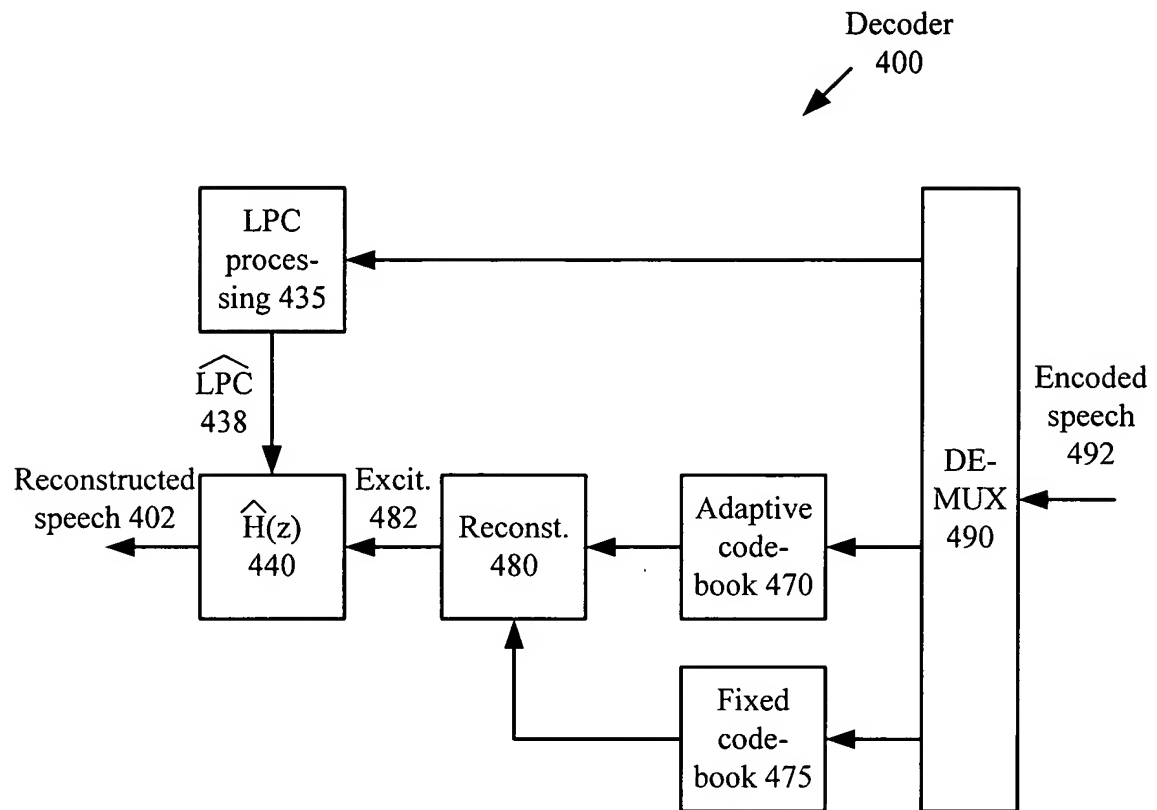 Decoder
400
LPC
proces-
sing 435
L͡PC
438
Encoded
speech
492
DE-
MUX
490
Reconstructed
speech 402
Ĥ(z)
440
Excit.
482
Reconst.
480
Adaptive
code-
book 470
Fixed
code-
book 475